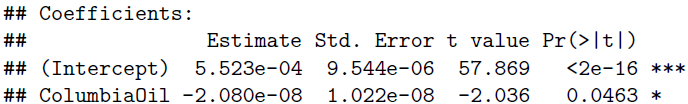 ## Coefficients:
## Estimate Std. Error t value Pr(>|t|)
## (Intercept) 5.523e-04 9.544e-06 57.869 <2e-16 ***
## ColumbiaOil -2.080e-08 1.022e-08 -2.036 0.0463 *